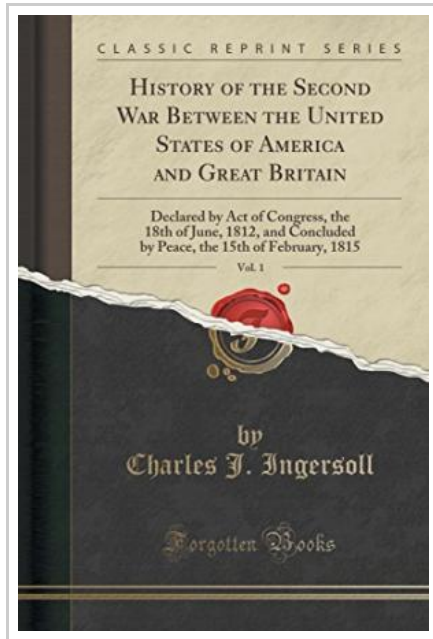 CLASSIC REPRINT SERIES
HISTORY OF THE SECOND
WAR BETWEEN THE UNITED
STATES OF AMERICA
AND GREAT BRITAIN
Declared by Act of Congress, the
18th of June, 1812, and Concluded
by Peace, the 15th of February, 1815
Vol. 1
by
Charles J. Ingersoll
Forgotten Books